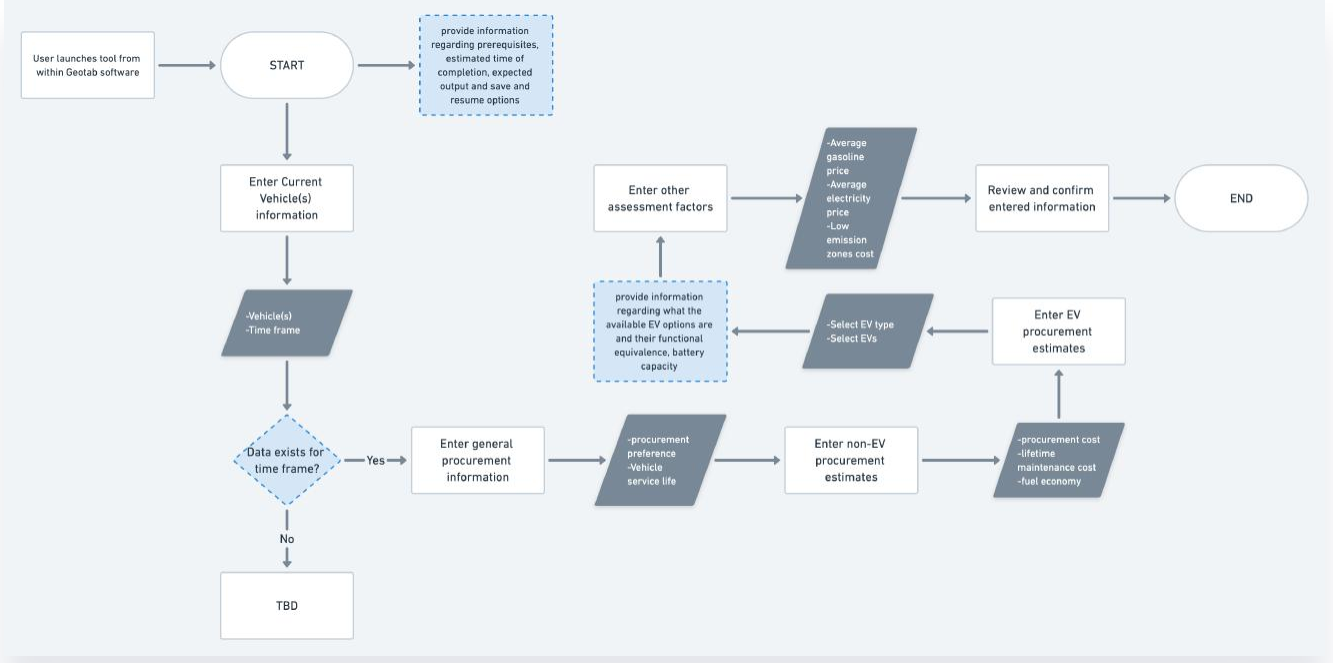 User launches tool from
within Geotab software
START
provide information
regarding prerequisites,
estimated time of
completion, expected
output and save and
resume options
Enter Current
Vehicle(s)
information
-Vehicle(s)
-Time frame
Data exists for
time frame?
Yes
No
TBD
Enter general
procurement
information
-procurement
preference
-Vehicle
service life
Enter non-EV
procurement
estimates
-procurement cost
-lifetime
maintenance cost
-fuel economy
Enter EV
procurement
estimates
-Select EV type
-Select EVs
provide information
regarding what the
available EV options are
and their functional
equivalence, battery
capacity
Enter other
assessment factors
-Average
gasoline
price
-Average
electricity
price
-Low
emission
zones cost
Review and confirm
entered information
END